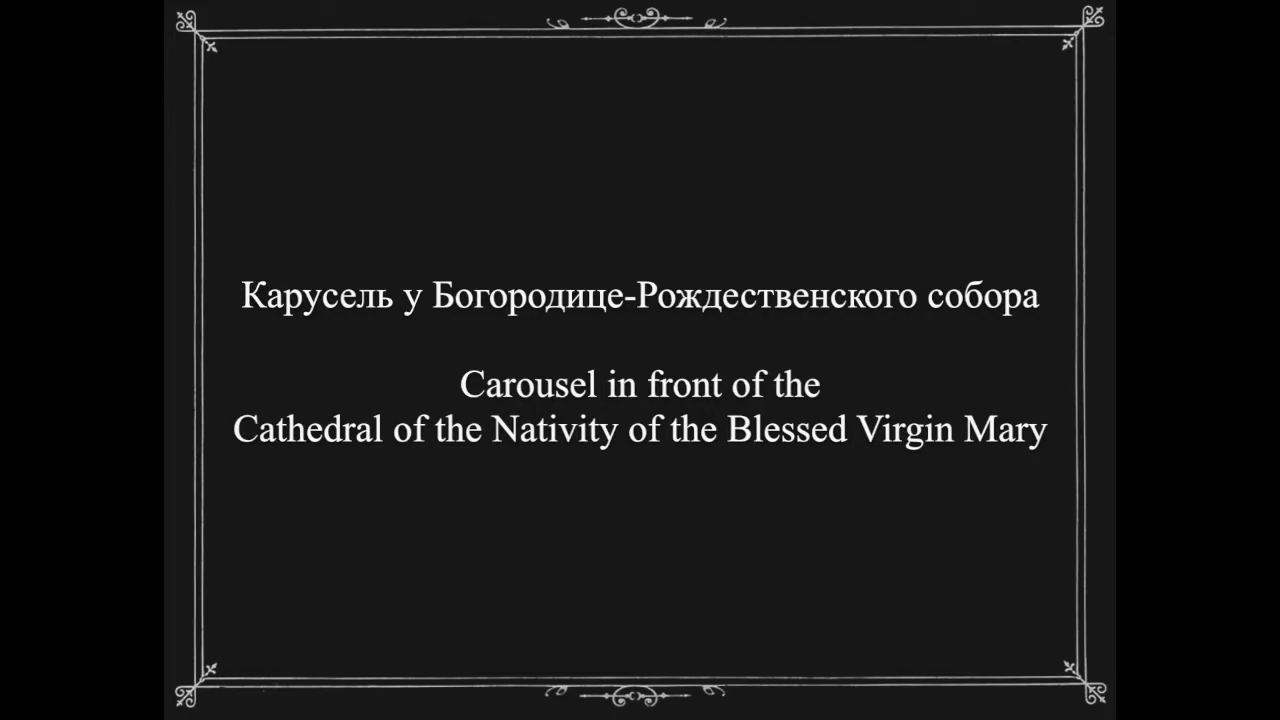 Карусель у Богородице-Рождественского собора
Carousel in front of the
Cathedral of the Nativity of the Blessed Virgin Mary